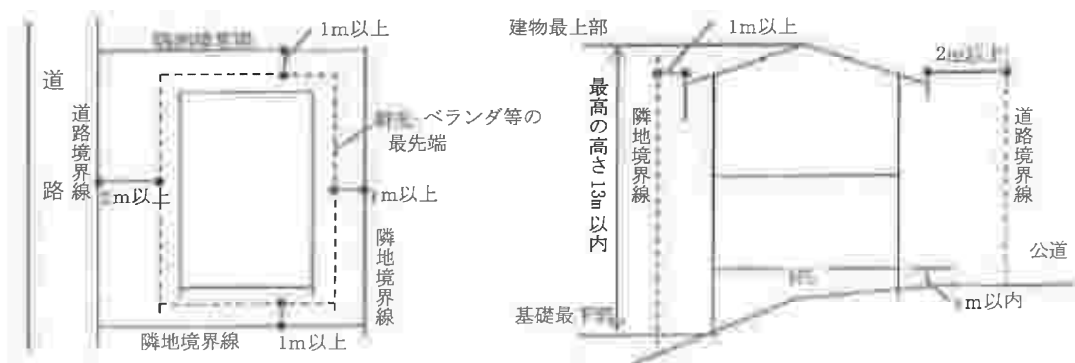 1m以上
道路
道路境界線
ベランダ等の
最先端
m以上
m以上
隣地境界線
隣地境界線
1m以上
建物最上部
1m以上
2m以上
最高の高さ13m以内
隣地境界線
道路境界線
公道
基礎最
m以内